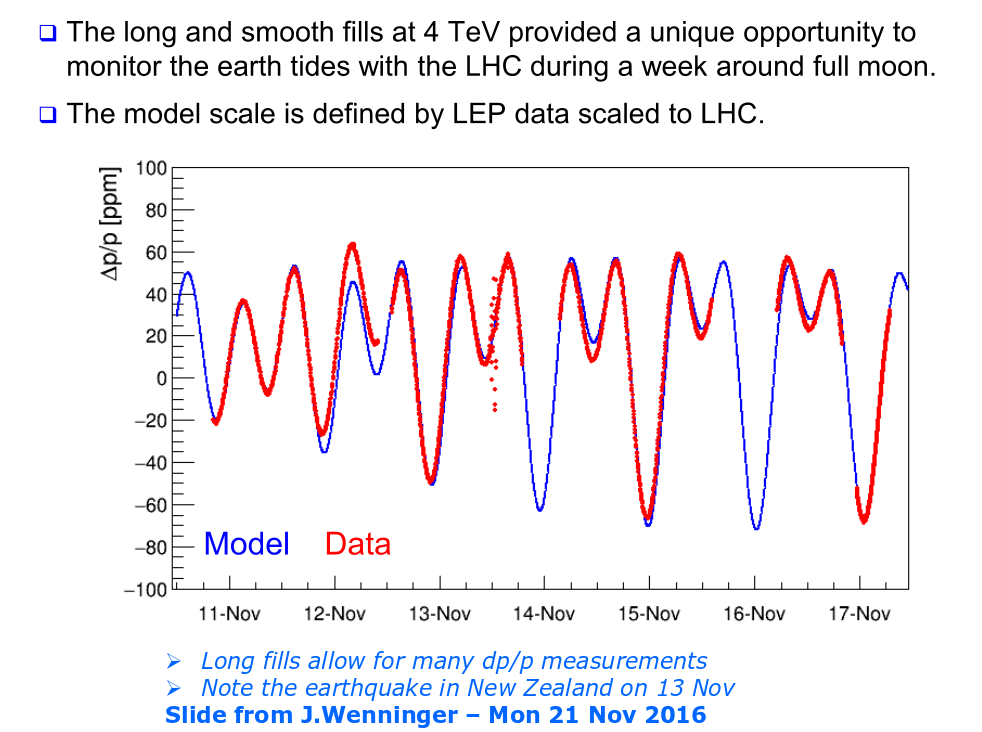 The long and smooth fills at 4 TeV provided a unique opportunity to
monitor the earth tides with the LHC during a week around full moon.
The model scale is defined by LEP data scaled to LHC.
Δp/p [ppm]
100
80
60
40
20
0
−20
−40
−60
−80
−100
Model Data
11-Nov 12-Nov 13-Nov 14-Nov 15-Nov 16-Nov 17-Nov
Long fills allow for many dp/p measurements
Note the earthquake in New Zealand on 13 Nov
Slide from J.Wenninger – Mon 21 Nov 2016